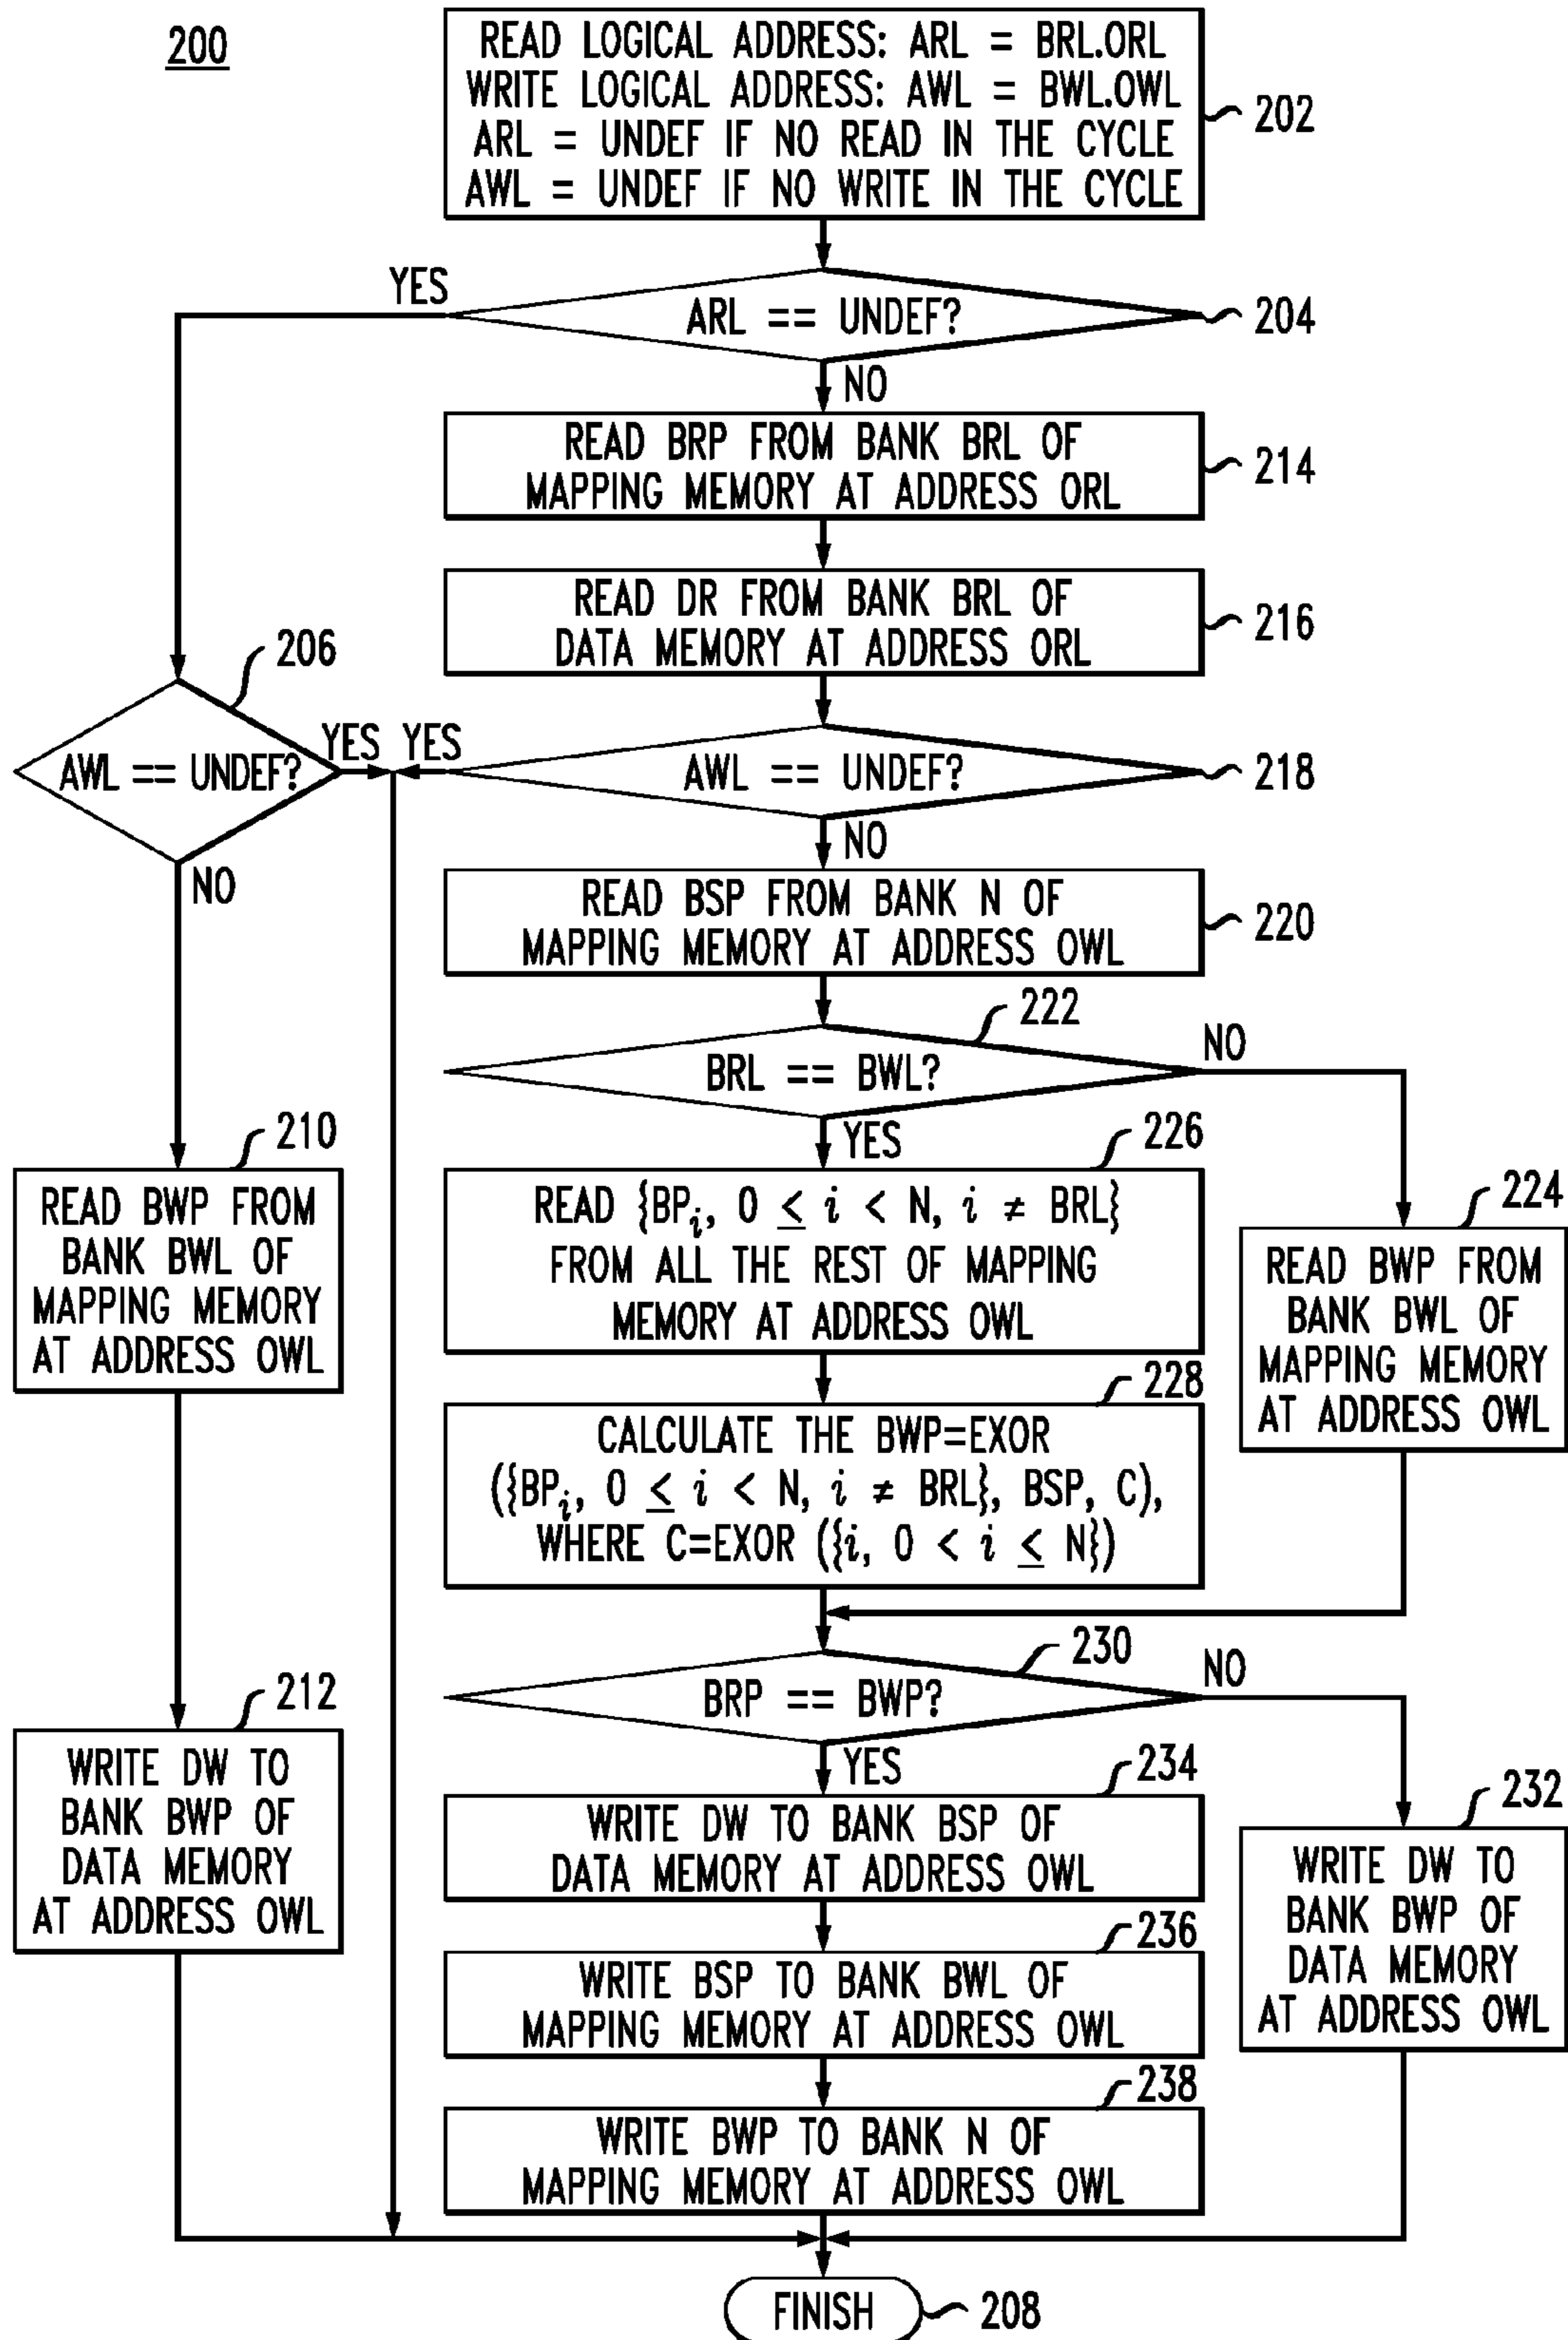 200
READ LOGICAL ADDRESS: ARL = BRL.ORL
WRITE LOGICAL ADDRESS: AWL = BWL.OWL
ARL = UNDEF IF NO READ IN THE CYCLE
AWL = UNDEF IF NO WRITE IN THE CYCLE
202
YES
ARL == UNDEF?
204
NO
READ BRP FROM BANK BRL OF
MAPPING MEMORY AT ADDRESS ORL
214
READ DR FROM BANK BRL OF
DATA MEMORY AT ADDRESS ORL
216
206
AWL == UNDEF?
YES
YES
AWL == UNDEF?
218
NO
NO
READ BSP FROM BANK N OF
MAPPING MEMORY AT ADDRESS OWL
220
222
BRL == BWL?
NO
YES
210
READ BWP FROM
BANK BWL OF
MAPPING MEMORY
AT ADDRESS OWL
226
READ {BPi, 0 ≤ i < N, i ≠ BRL}
FROM ALL THE REST OF MAPPING
MEMORY AT ADDRESS OWL
224
READ BWP FROM
BANK BWL OF
MAPPING MEMORY
AT ADDRESS OWL
228
CALCULATE THE BWP=EXOR
({BPi, 0 ≤ i < N, i ≠ BRL}, BSP, C),
WHERE C=EXOR ({i, 0 < i ≤ N})
230
BRP == BWP?
NO
YES
212
WRITE DW TO
BANK BWP OF
DATA MEMORY
AT ADDRESS OWL
234
WRITE DW TO BANK BSP OF
DATA MEMORY AT ADDRESS OWL
232
WRITE DW TO
BANK BWP OF
DATA MEMORY
AT ADDRESS OWL
236
WRITE BSP TO BANK BWL OF
MAPPING MEMORY AT ADDRESS OWL
238
WRITE BWP TO BANK N OF
MAPPING MEMORY AT ADDRESS OWL
FINISH
208